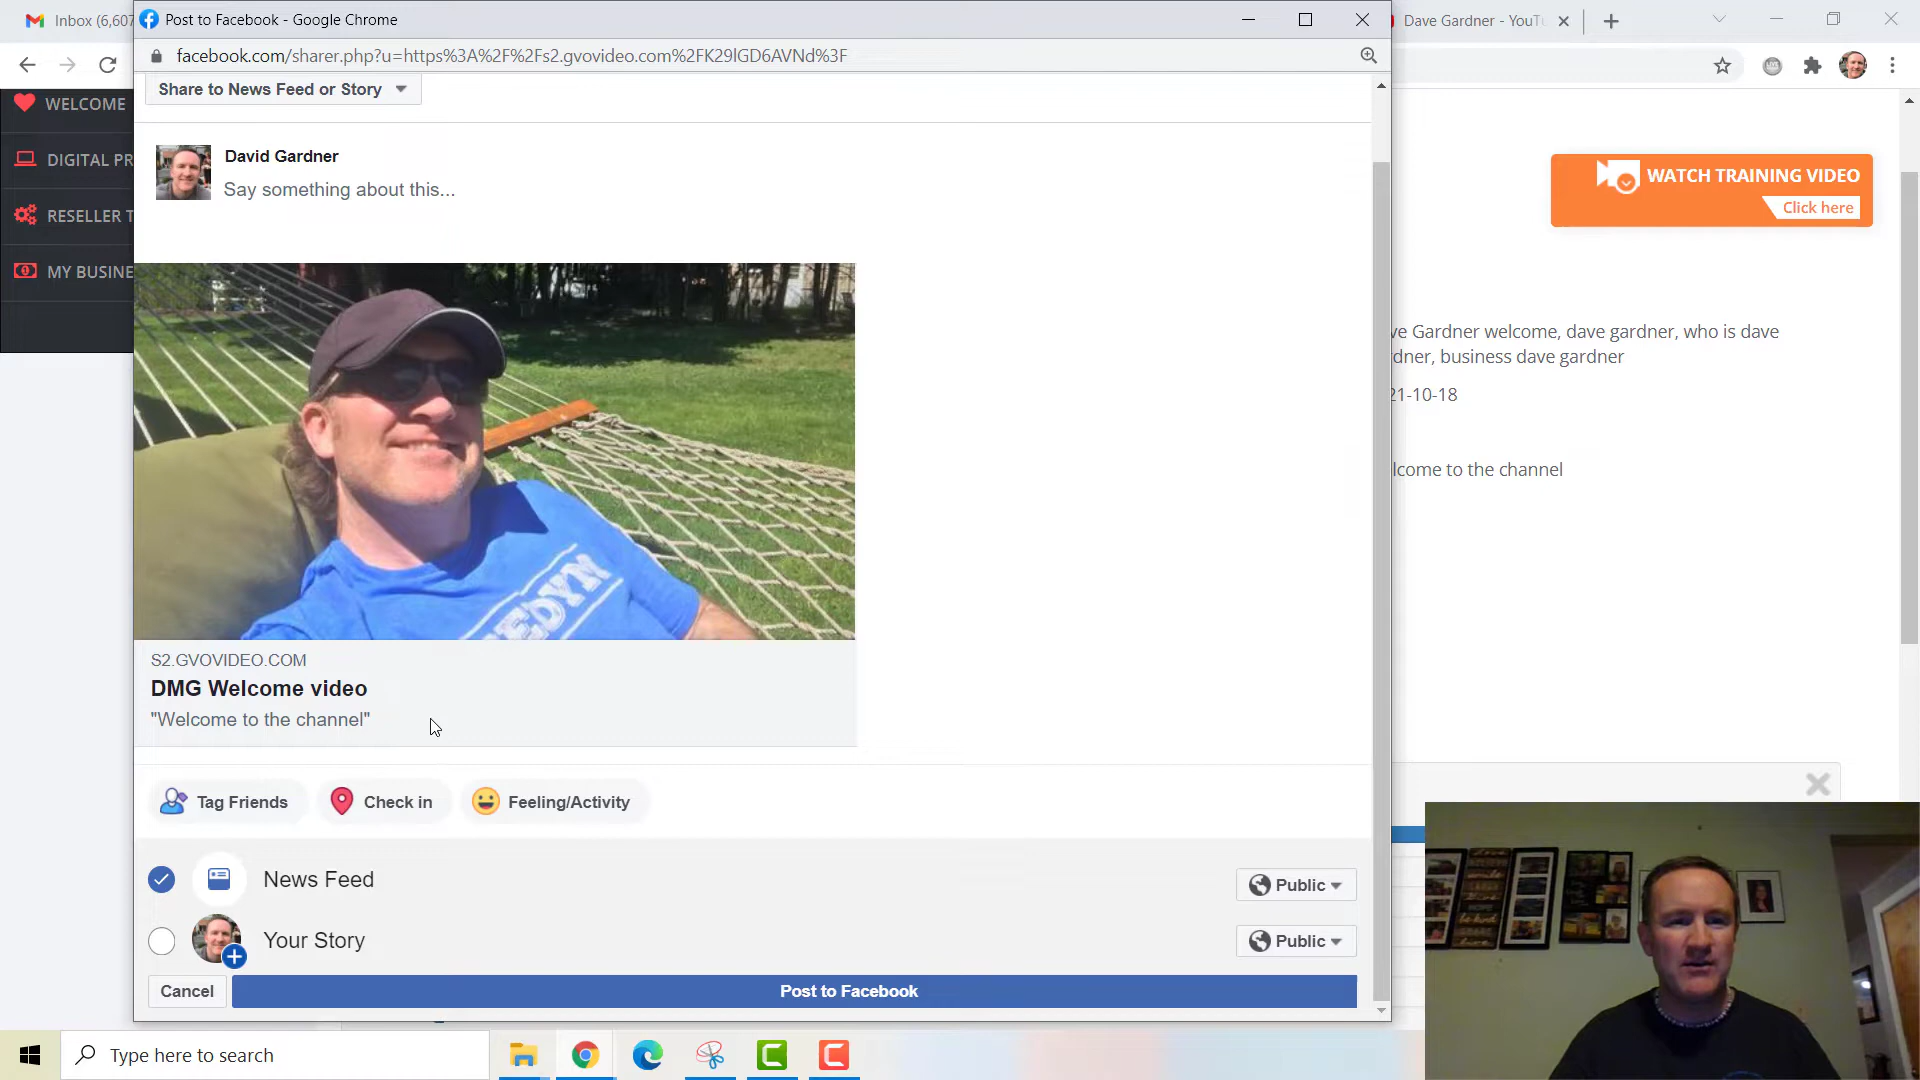 Inbox (6,607
Post to Facebook - Google Chrome
Dave Gardner - YouTu
facebook.com/sharer.php?u=https%3A%2F%2Fs2.gvovideo.com%2FK29lGD6AVNd%3F
Share to News Feed or Story
WELCOME
DIGITAL PR
RESELLER T
MY BUSINE
David Gardner
Say something about this...
WATCH TRAINING VIDEO
Click here
ve Gardner welcome, dave gardner, who is dave
dner, business dave gardner
21-10-18
lcome to the channel
EDYN
S2.GVOVIDEO.COM
DMG Welcome video
"Welcome to the channel"
Tag Friends
Check in
Feeling/Activity
News Feed
Public
Your Story
Public
Cancel
Post to Facebook
Type here to search